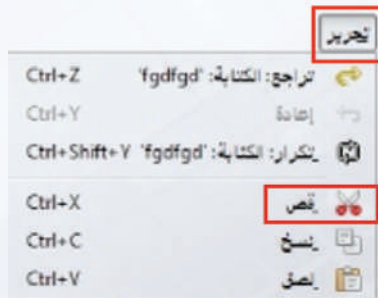 تحرير
تراجع: الكتابة: 'fgdfgd' Ctrl+Z
إعادة Ctrl+Y
تكرار: الكتابة: 'fgdfgd' Ctrl+Shift+Y
قص Ctrl+X
نسخ Ctrl+C
لصق Ctrl+V